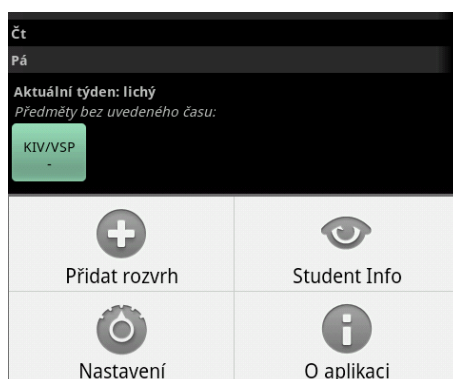 Čt
Pá
Aktuální týden: lichý
Předměty bez uvedeného času:
KIV/VSP
-
Přidat rozvrh
Student Info
Nastavení
O aplikaci